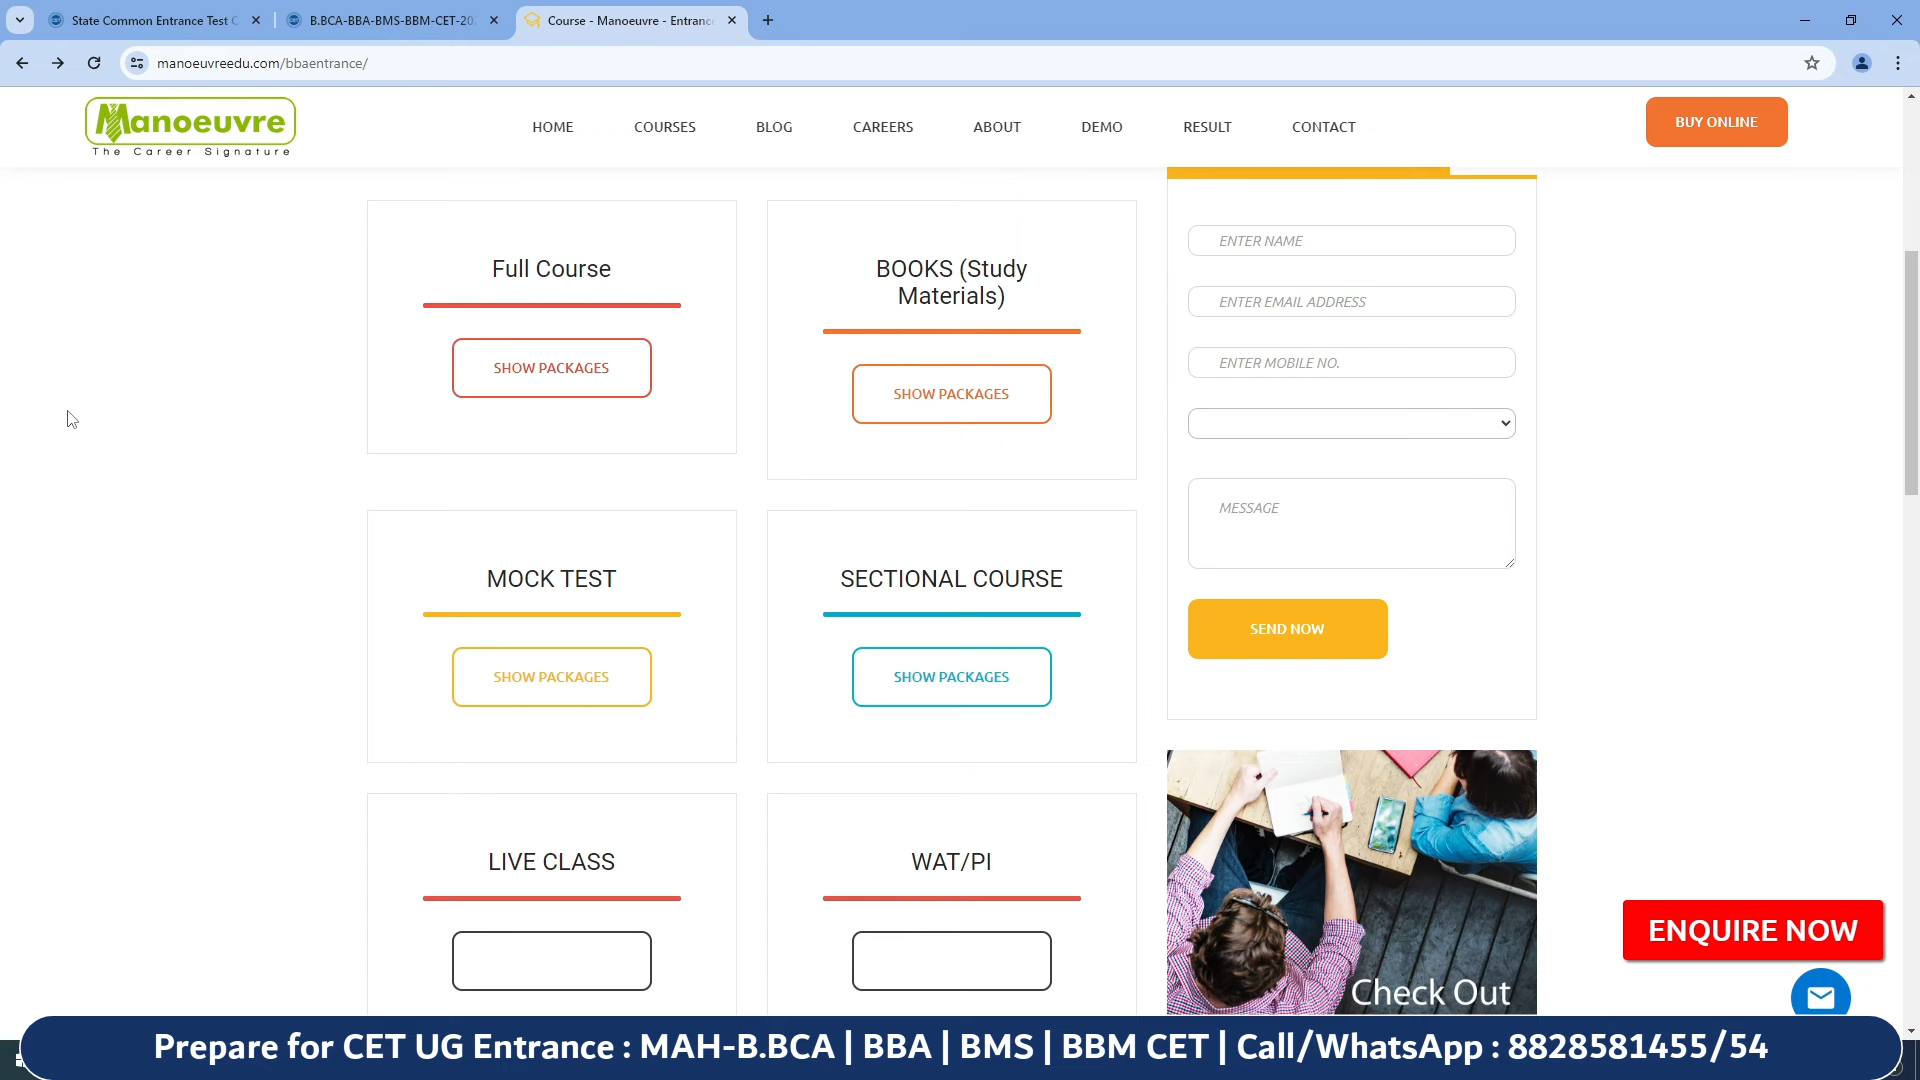 State Common Entrance Test C
B.BCA-BBA-BMS-BBM-CET-202
Course - Manoeuvre - Entrance
manoeuvreedu.com/bbaentrance/
Manoeuvre
The Career Signature
HOME
COURSES
BLOG
CAREERS
ABOUT
DEMO
RESULT
CONTACT
BUY ONLINE
Full Course
SHOW PACKAGES
BOOKS (Study
Materials)
SHOW PACKAGES
ENTER NAME
ENTER EMAIL ADDRESS
ENTER MOBILE NO.
MESSAGE
SEND NOW
MOCK TEST
SHOW PACKAGES
SECTIONAL COURSE
SHOW PACKAGES
LIVE CLASS
WAT/PI
Check Out
ENQUIRE NOW
Prepare for CET UG Entrance : MAH-B.BCA | BBA | BMS | BBM CET | Call/WhatsApp : 8828581455/54